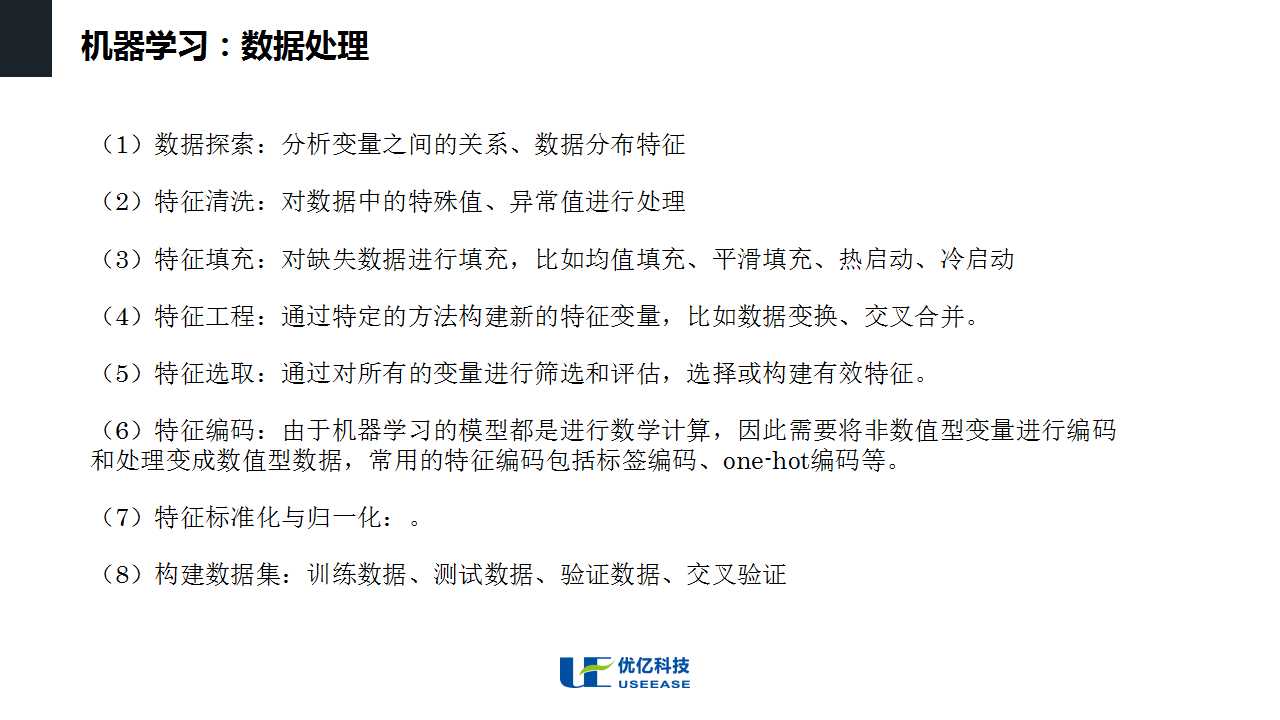 机器学习：数据处理
（1）数据探索：分析变量之间的关系、数据分布特征
（2）特征清洗：对数据中的特殊值、异常值进行处理
（3）特征填充：对缺失数据进行填充，比如均值填充、平滑填充、热启动、冷启动
（4）特征工程：通过特定的方法构建新的特征变量，比如数据变换、交叉合并。
（5）特征选取：通过对所有的变量进行筛选和评估，选择或构建有效特征。
（6）特征编码：由于机器学习的模型都是进行数学计算，因此需要将非数值型变量进行编码
和处理变成数值型数据，常用的特征编码包括标签编码、one-hot编码等。
（7）特征标准化与归一化：。
（8）构建数据集：训练数据、测试数据、验证数据、交叉验证
UE 优亿科技
USEEASE